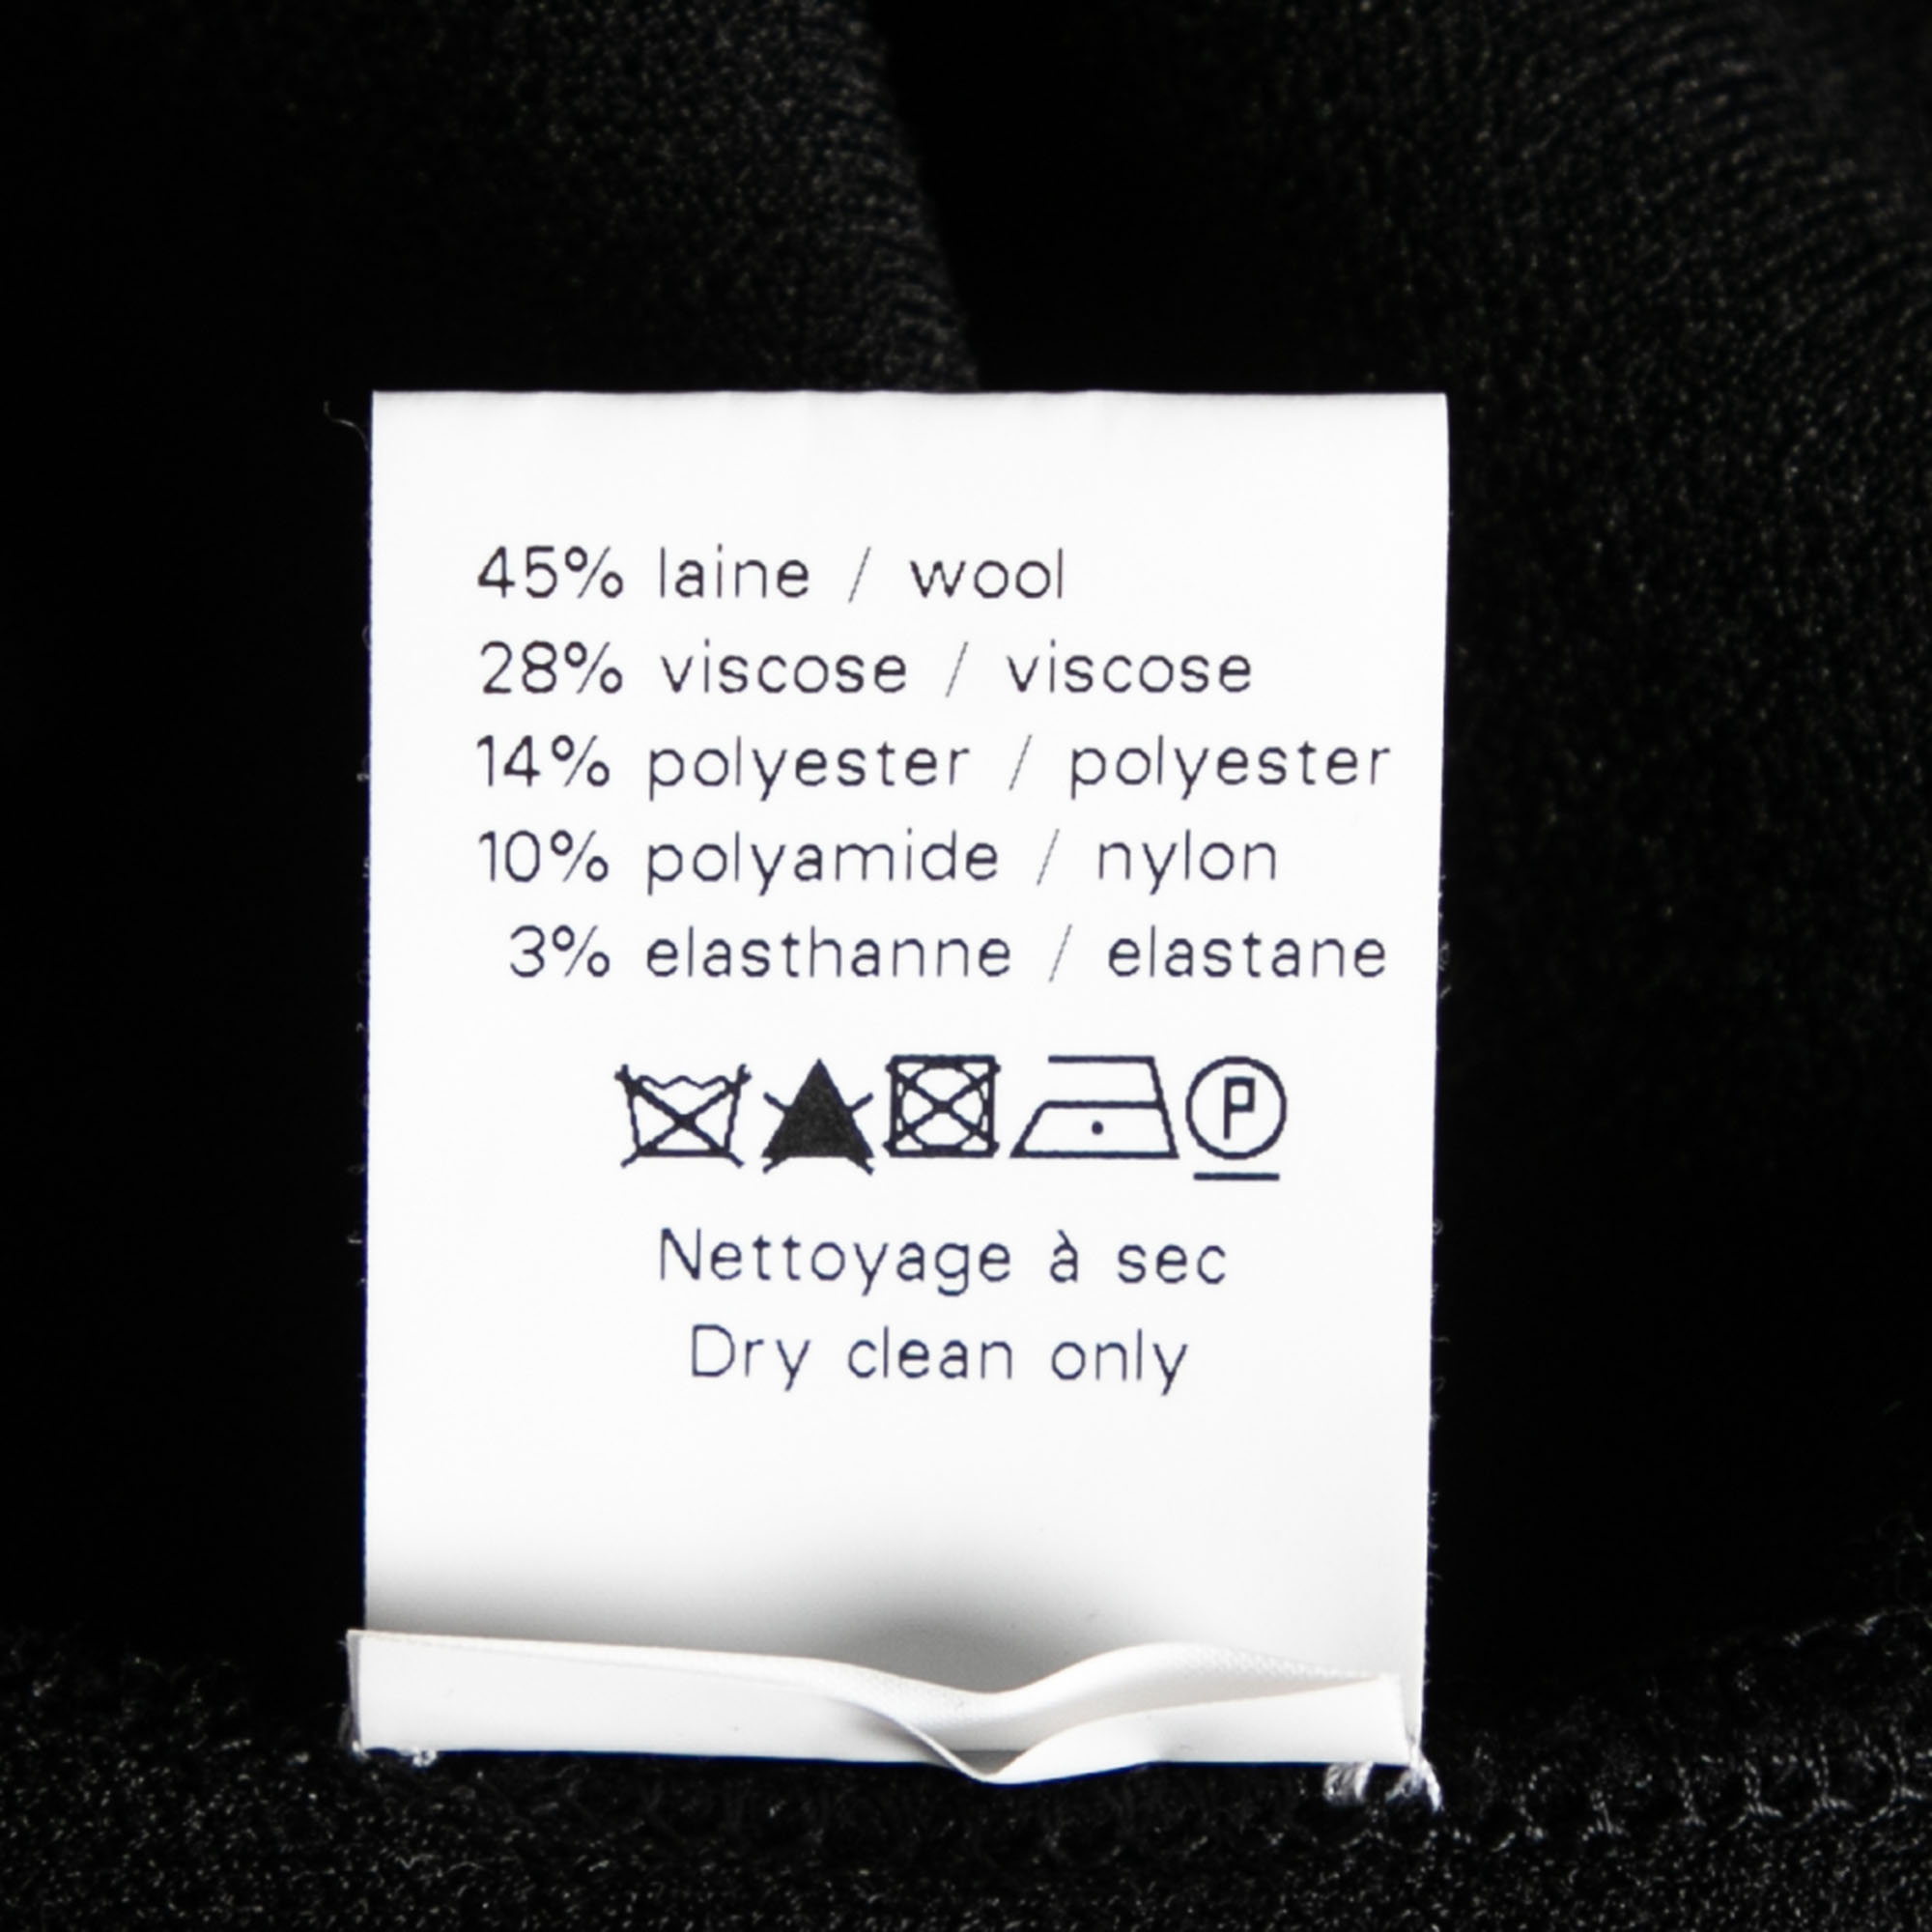 45% laine / wool
28% viscose / viscose
14% polyester / polyester
10% polyamide / nylon
3% elasthanne / elastane
P
Nettoyage à sec
Dry clean only